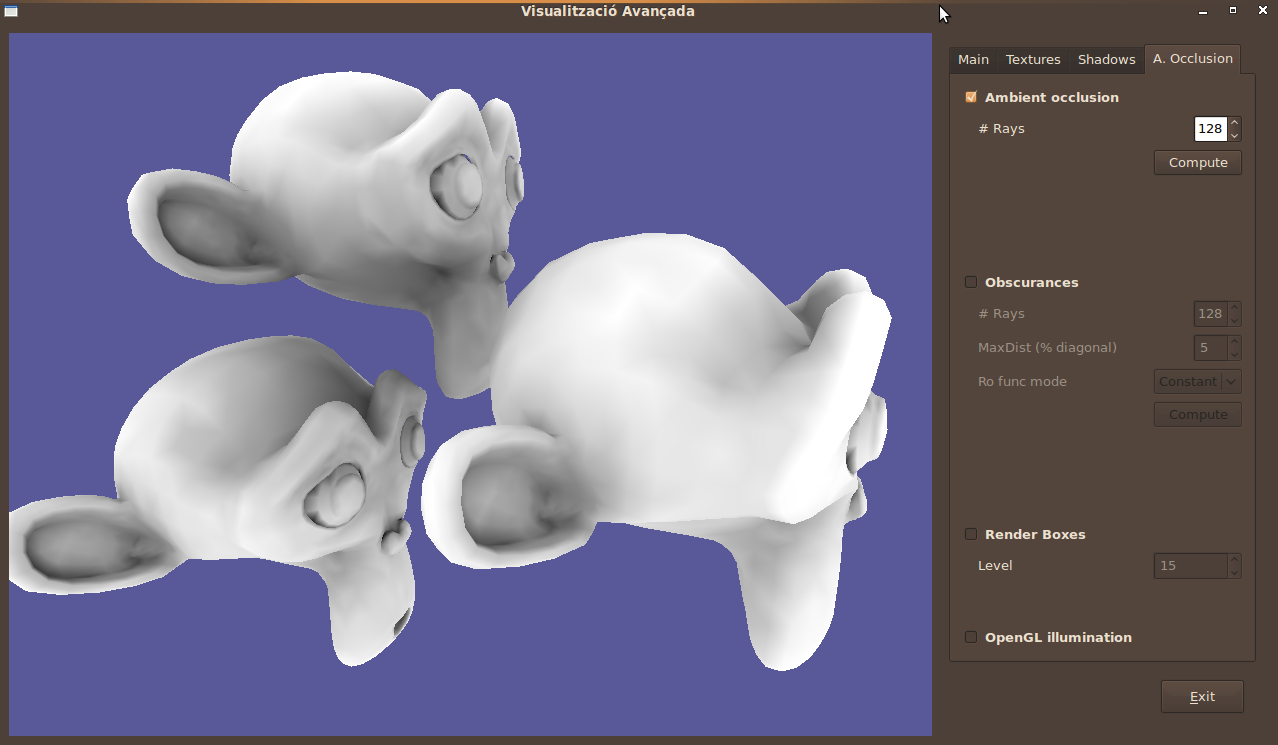 Visualització Avançada
Main Textures Shadows A. Occlusion
Ambient occlusion
# Rays 128
Compute
Obscurances
# Rays 128
MaxDist (% diagonal) 5
Ro func mode Constant
Compute
Render Boxes
Level 15
OpenGL illumination
Exit